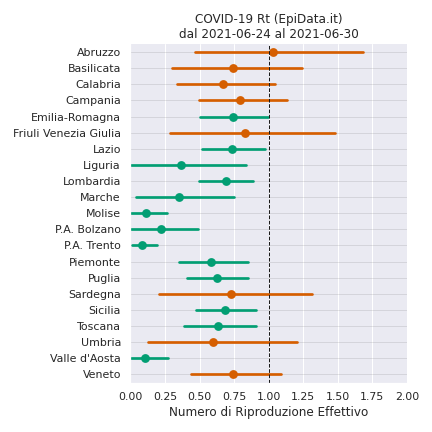 COVID-19 Rt (EpiData.it)
dal 2021-06-24 al 2021-06-30
Abruzzo
Basilicata
Calabria
Campania
Emilia-Romagna
Friuli Venezia Giulia
Lazio
Liguria
Lombardia
Marche
Molise
P.A. Bolzano
P.A. Trento
Piemonte
Puglia
Sardegna
Sicilia
Toscana
Umbria
Valle d'Aosta
Veneto
0.00 0.25 0.50 0.75 1.00 1.25 1.50 1.75 2.00
Numero di Riproduzione Effettivo